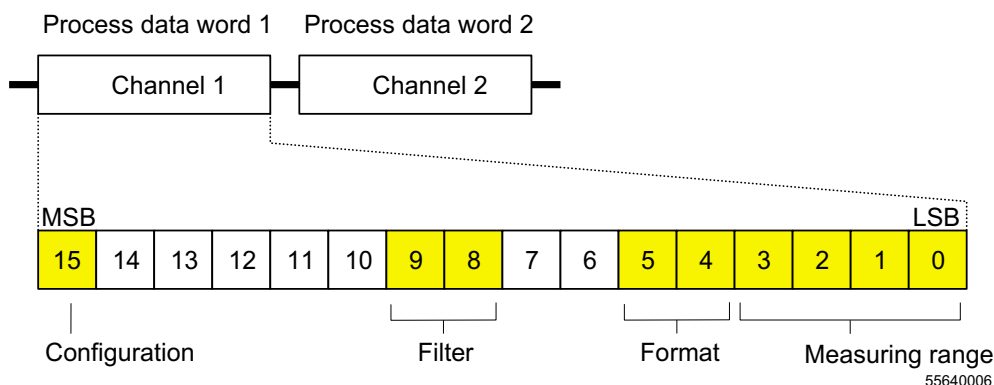 Process data word 1 Process data word 2
Channel 1 Channel 2
MSB LSB
15 14 13 12 11 10 9 8 7 6 5 4 3 2 1 0
Configuration Filter Format Measuring range
55640006